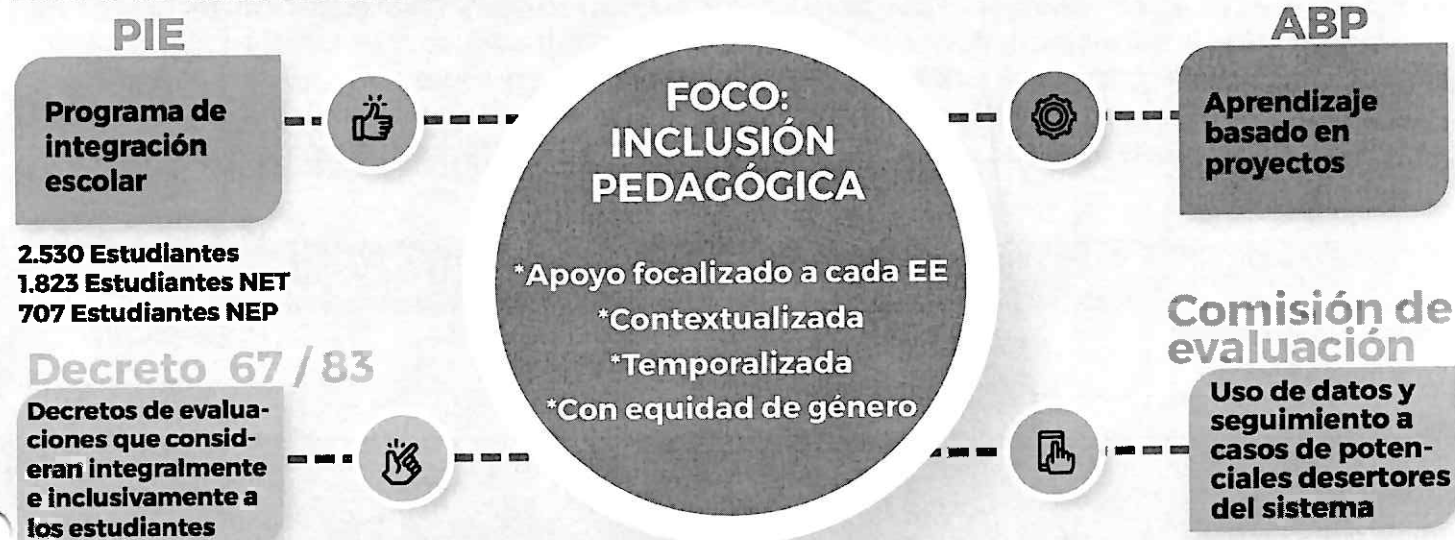 PIE
Programa de
integración
escolar
2.530 Estudiantes
1.823 Estudiantes NET
707 Estudiantes NEP
Decreto 67 / 83
Decretos de evalua-
ciones que consid-
eran integralmente
e inclusivamente a
los estudiantes
FOCO:
INCLUSIÓN
PEDAGÓGICA
*Apoyo focalizado a cada EE
*Contextualizada
*Temporalizada
*Con equidad de género
ABP
Aprendizaje
basado en
proyectos
Comisión de
evaluación
Uso de datos y
seguimiento a
casos de poten-
ciales desertores
del sistema